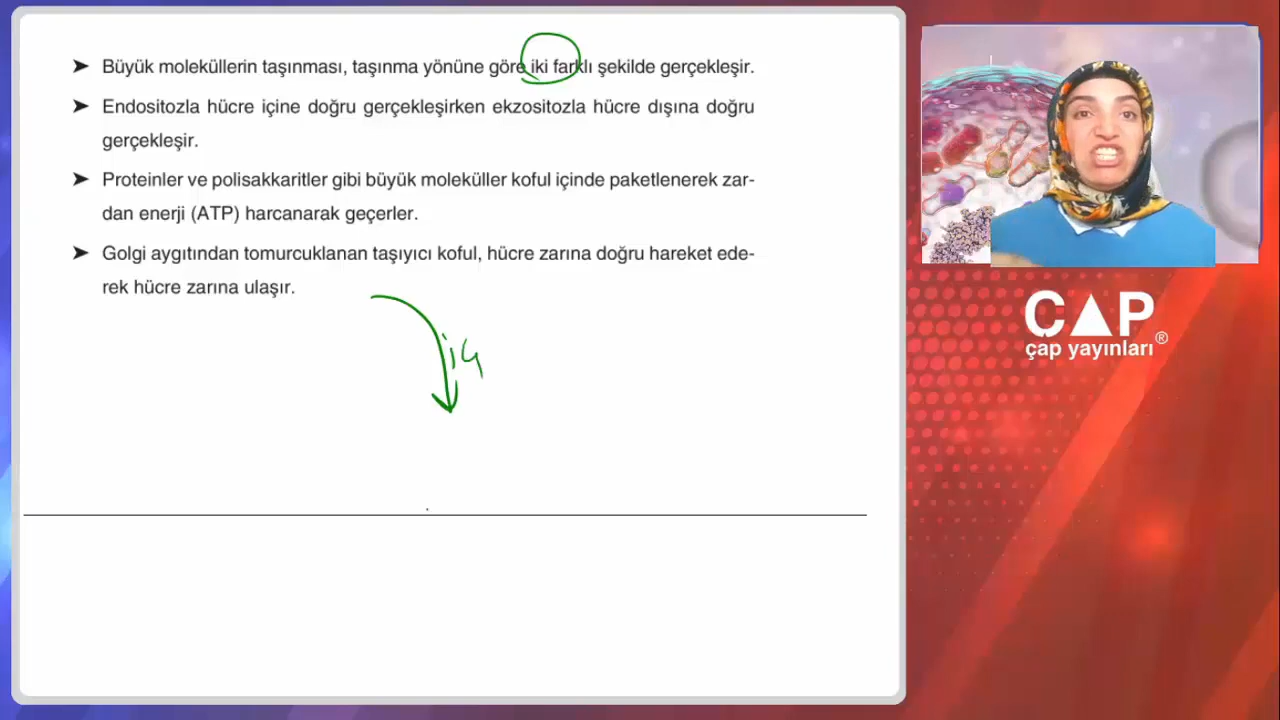 ➤ Büyük moleküllerin taşınması, taşınma yönüne göre iki farklı şekilde gerçekleşir.
➤ Endositozla hücre içine doğru gerçekleşirken ekzositozla hücre dışına doğru
gerçekleşir.
➤ Proteinler ve polisakkaritler gibi büyük moleküller koful içinde paketlenerek zar-
dan enerji (ATP) harcanarak geçerler.
➤ Golgi aygıtından tomurcuklanan taşıyıcı koful, hücre zarına doğru hareket ede-
rek hücre zarına ulaşır.
iç
ÇAP
çap yayınları®